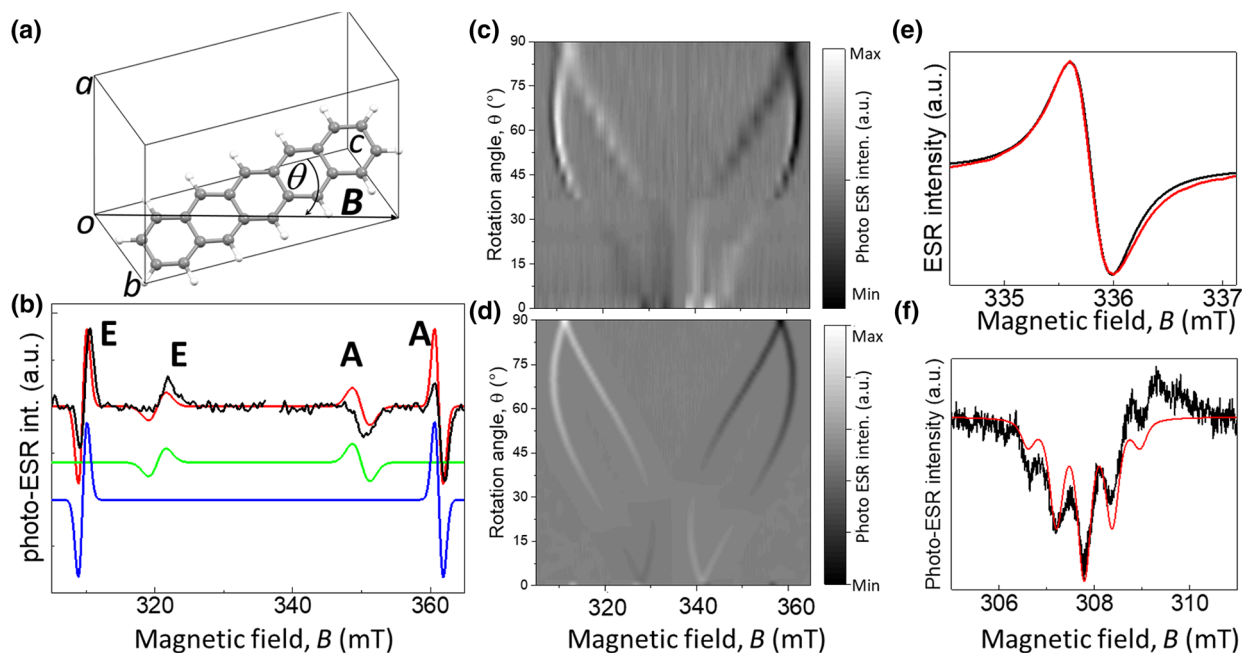 (a)
a
c
θ
B
o
b
(b)
E
E
A
A
photo-ESR int. (a.u.)
320
340
360
Magnetic field, B (mT)
(c)
Rotation angle, θ (°)
90
75
60
45
30
15
0
Max
Photo ESR inten. (a.u.)
Min
(d)
Rotation angle, θ (°)
90
75
60
45
30
15
0
Max
Photo ESR inten. (a.u.)
Min
320
340
360
Magnetic field, B (mT)
(e)
ESR intensity (a.u.)
335
336
337
Magnetic field, B (mT)
(f)
Photo-ESR intensity (a.u.)
306
308
310
Magnetic field, B (mT)